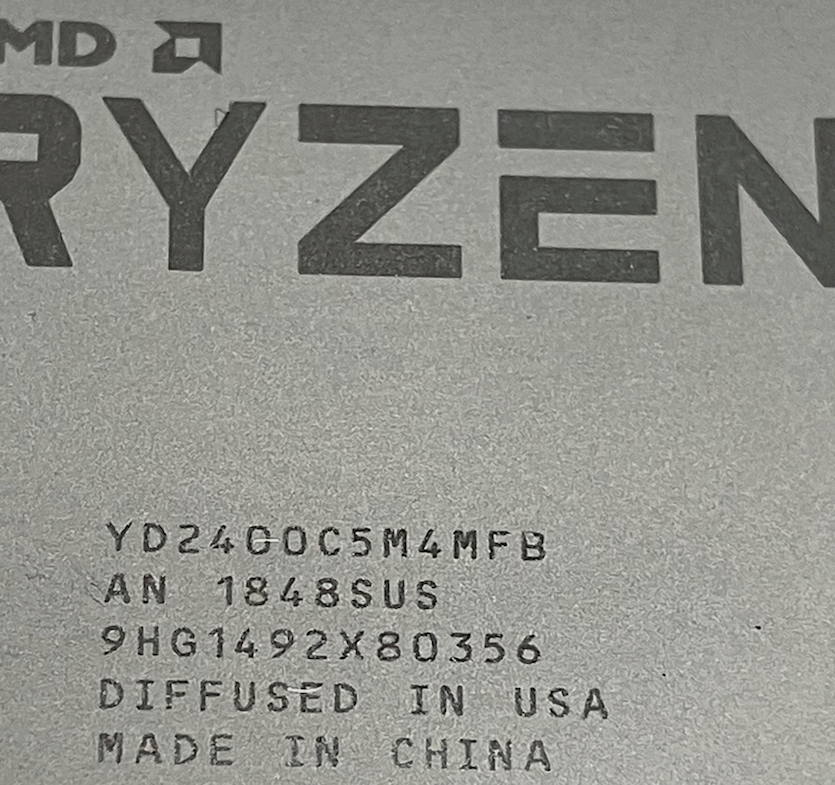 MD
RYZEN
YD2400C5M4MFB
AN 1848SUS
9HG1492X80356
DIFFUSED IN USA
MADE IN CHINA